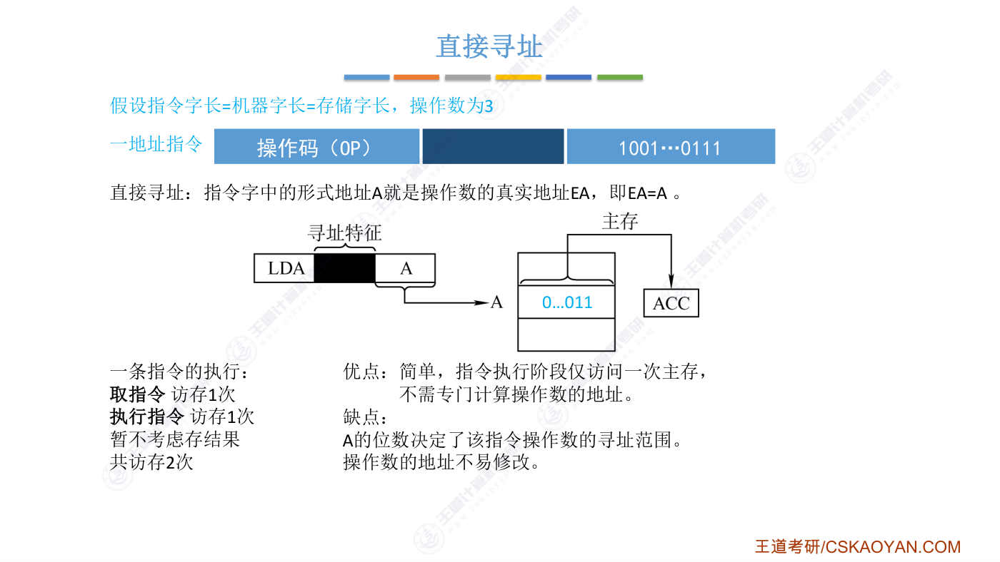 直接寻址
假设指令字长=机器字长=存储字长，操作数为3
一地址指令 操作码（OP） 1001…0111
直接寻址：指令字中的形式地址A就是操作数的真实地址EA，即EA=A 。
寻址特征 主存
LDA A
A 0…011 ACC
一条指令的执行：
取指令 访存1次
执行指令 访存1次
暂不考虑存结果
共访存2次
优点：简单，指令执行阶段仅访问一次主存，
不需专门计算操作数的地址。
缺点：
A的位数决定了该指令操作数的寻址范围。
操作数的地址不易修改。
王道考研/CSKAOYAN.COM